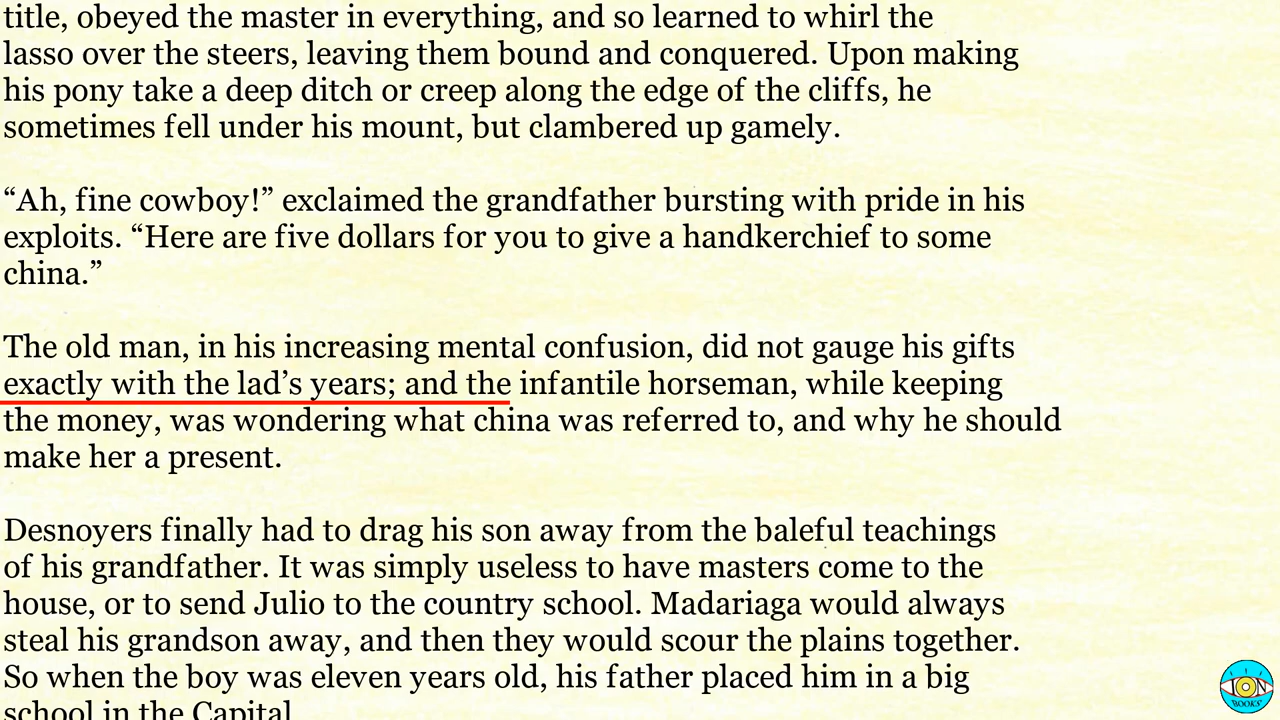 title, obeyed the master in everything, and so learned to whirl the
lasso over the steers, leaving them bound and conquered. Upon making
his pony take a deep ditch or creep along the edge of the cliffs, he
sometimes fell under his mount, but clambered up gamely.
“Ah, fine cowboy!” exclaimed the grandfather bursting with pride in his
exploits. “Here are five dollars for you to give a handkerchief to some
china.”
The old man, in his increasing mental confusion, did not gauge his gifts
exactly with the lad’s years; and the infantile horseman, while keeping
the money, was wondering what china was referred to, and why he should
make her a present.
Desnoyers finally had to drag his son away from the baleful teachings
of his grandfather. It was simply useless to have masters come to the
house, or to send Julio to the country school. Madariaga would always
steal his grandson away, and then they would scour the plains together.
So when the boy was eleven years old, his father placed him in a big
school in the Capital
ION
BOOKS